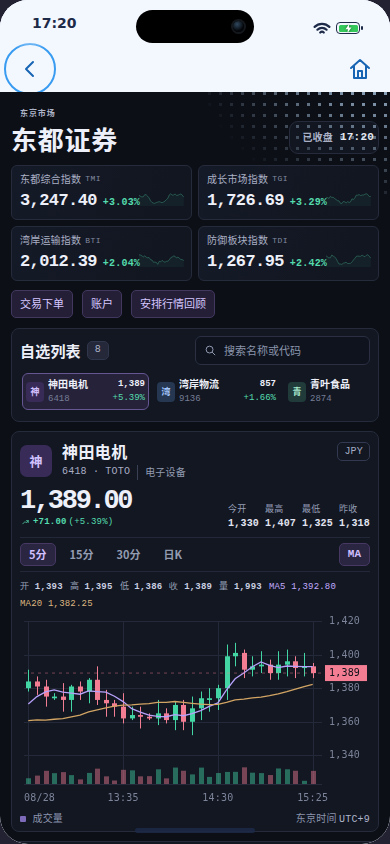 17:20
东京市场
东都证券
已收盘 17:20
东都综合指数 TMI
3,247.40 +3.03%
成长市场指数 TGI
1,726.69 +3.29%
湾岸运输指数 BTI
2,012.39 +2.04%
防御板块指数 TDI
1,267.95 +2.42%
交易下单 账户 安排行情回顾
自选列表 8
搜索名称或代码
神 神田电机 1,389
6418 +5.39%
湾 湾岸物流 857
9136 +1.66%
青 青叶食品
2874
神 神田电机 JPY
6418 · TOTO 电子设备
1,389.00
+71.00 (+5.39%)
今开 最高 最低 昨收
1,330 1,407 1,325 1,318
5分 15分 30分 日K MA
开 1,393 高 1,395 低 1,386 收 1,389 量 1,993 MA5 1,392.80
MA20 1,382.25
1,420
1,400
1,389
1,380
1,360
1,340
08/28 13:35 14:30 15:25
成交量 东京时间 UTC+9